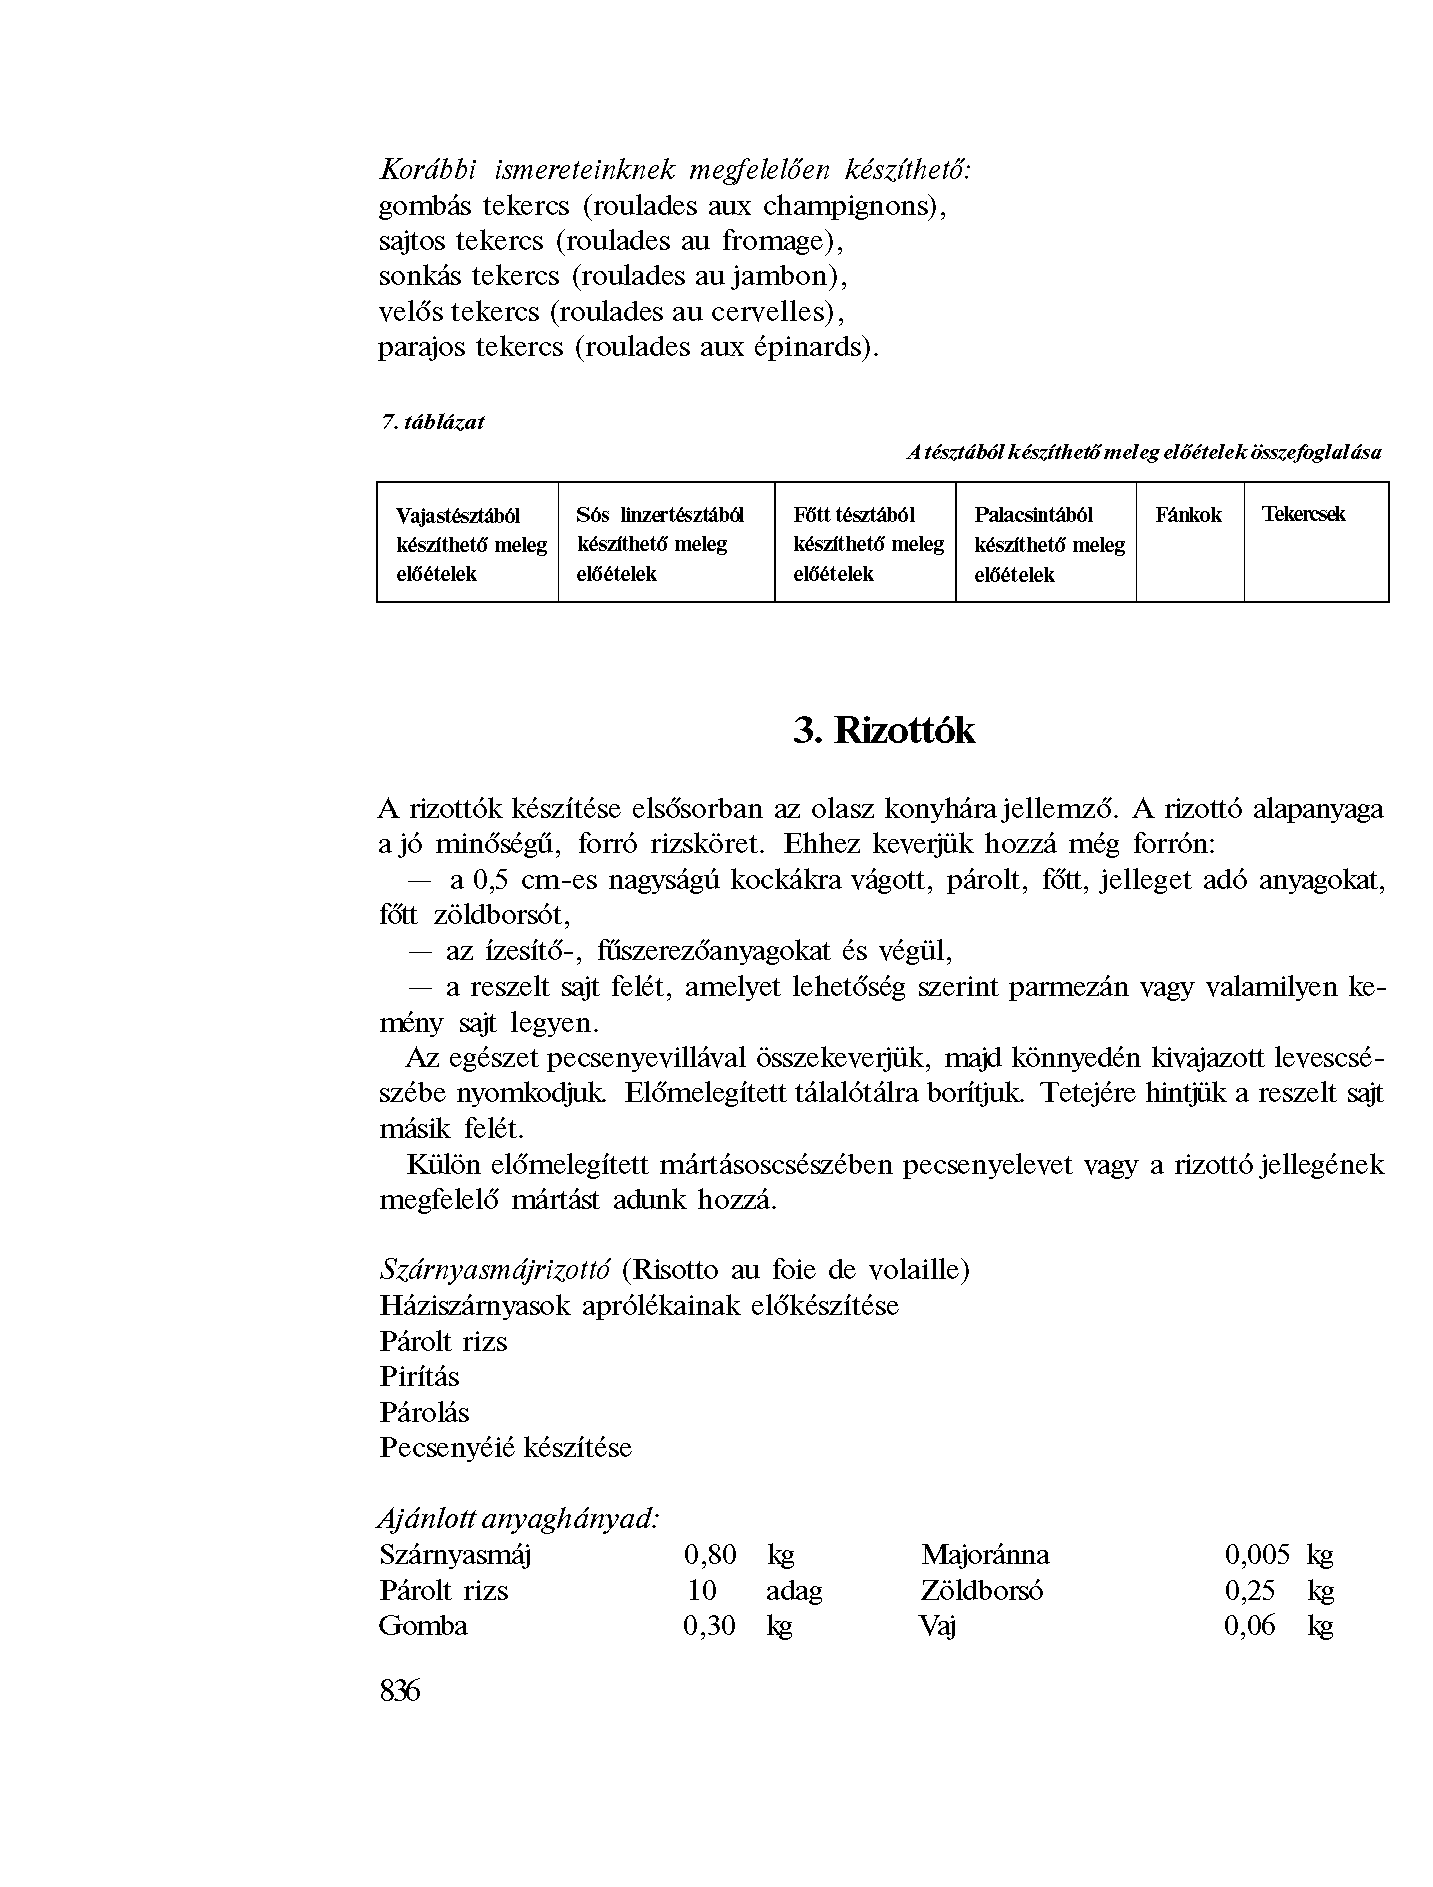 Korábbi ismereteinknek megfelelően készíthető:
gombás tekercs (roulades aux champignons),
sajtos tekercs (roulades au fromage),
sonkás tekercs (roulades au jambon),
velős tekercs (roulades au cervelles),
parajos tekercs (roulades aux épinards).
7. táblázat
A tésztából készíthető meleg előételek összefoglalása
Vajastésztából
készíthető meleg
előételek
Sós linzertésztából
készíthető meleg
előételek
Főtt tésztából
készíthető meleg
előételek
Palacsintából
készíthető meleg
előételek
Fánkok
Tekercsek
3. Rizottók
A rizottók készítése elsősorban az olasz konyhára jellemző. A rizottó alapanyaga
a jó minőségű, forró rizsköret. Ehhez keverjük hozzá még forrón:
— a 0,5 cm-es nagyságú kockákra vágott, párolt, főtt, jelleget adó anyagokat,
főtt zöldborsót,
— az ízesítő-, fűszerezőanyagokat és végül,
— a reszelt sajt felét, amelyet lehetőség szerint parmezán vagy valamilyen ke-
mény sajt legyen.
Az egészet pecsenyevillával összekeverjük, majd könnyedén kivajazott levescsé-
szébe nyomkodjuk. Előmelegített tálalótálra borítjuk. Tetejére hintjük a reszelt sajt
másik felét.
Külön előmelegített mártásoscsészében pecsenyelevet vagy a rizottó jellegének
megfelelő mártást adunk hozzá.
Szárnyasmájrizottó (Risotto au foie de volaille)
Háziszárnyasok aprólékainak előkészítése
Párolt rizs
Pirítás
Párolás
Pecsenyéié készítése
Ajánlott anyaghányad:
Szárnyasmáj 0,80 kg Majoránna 0,005 kg
Párolt rizs 10 adag Zöldborsó 0,25 kg
Gomba 0,30 kg Vaj 0,06 kg
836